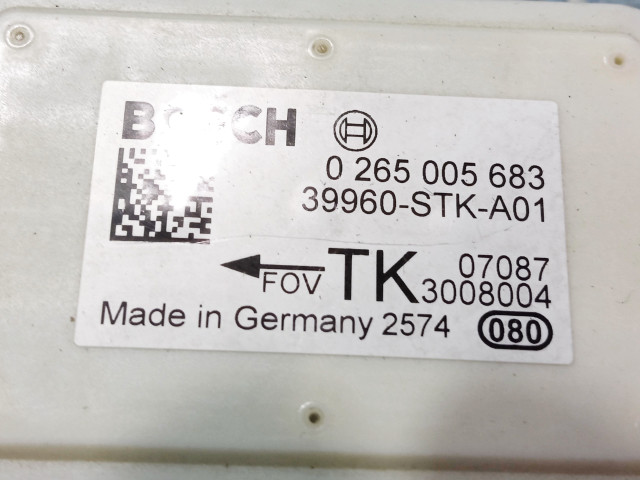 BOSCH
0 265 005 683
39960-STK-A01
FOV TK 07087
3008004
Made in Germany 2574 080